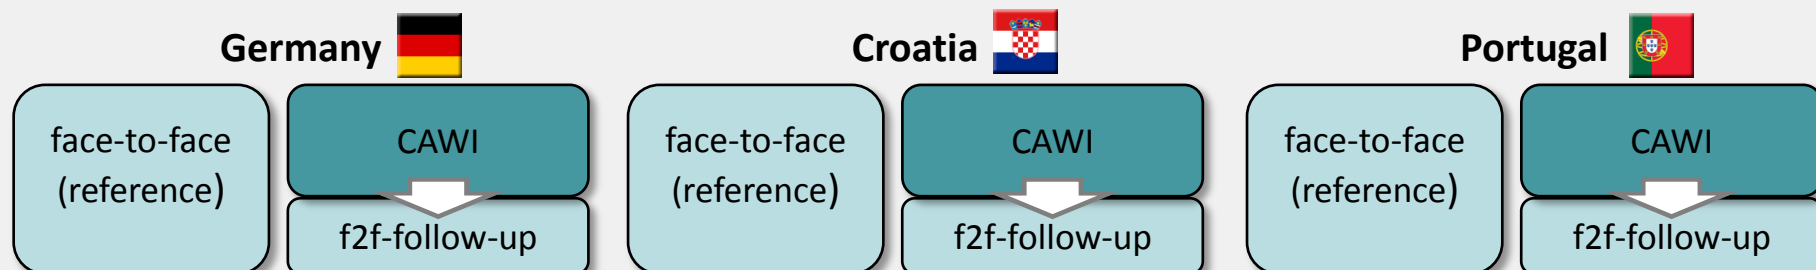 Germany
face-to-face
(reference)
CAWI
f2f-follow-up
Croatia
face-to-face
(reference)
CAWI
f2f-follow-up
Portugal
face-to-face
(reference)
CAWI
f2f-follow-up